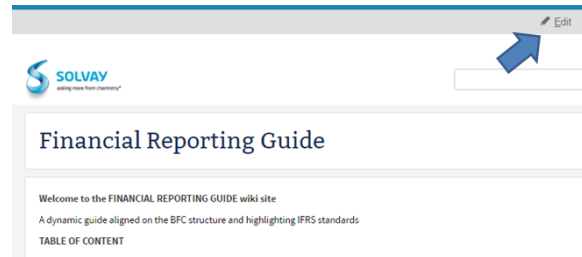 Edit
SOLVAY
asking more from chemistry®
Financial Reporting Guide
Welcome to the FINANCIAL REPORTING GUIDE wiki site
A dynamic guide aligned on the BFC structure and highlighting IFRS standards
TABLE OF CONTENT